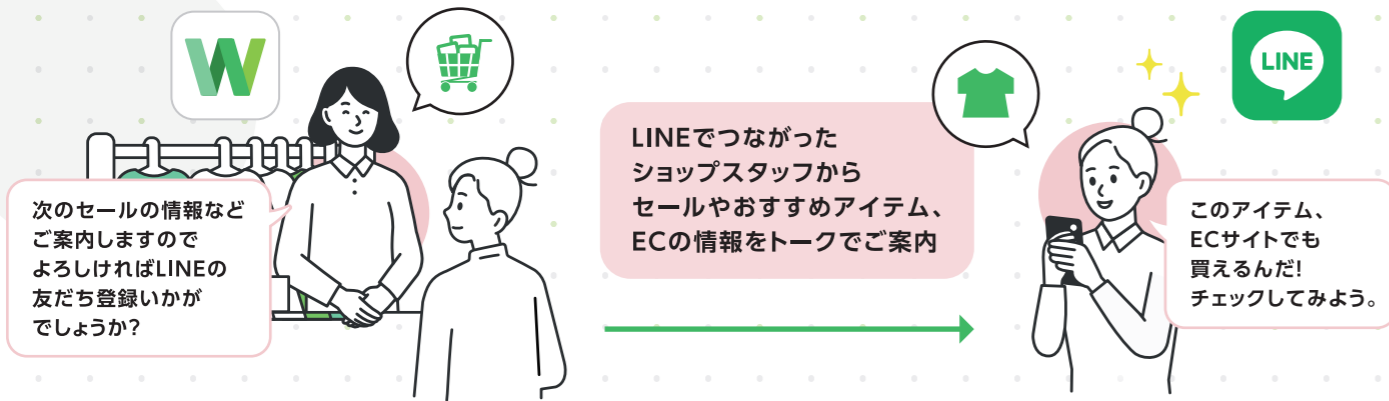 W
次のセールの情報など
ご案内しますので
よろしければLINEの
友だち登録いかが
でしょうか?
LINEでつながった
ショップスタッフから
セールやおすすめアイテム、
ECの情報をトークでご案内
LINE
このアイテム、
ECサイトでも
買えるんだ!
チェックしてみよう。